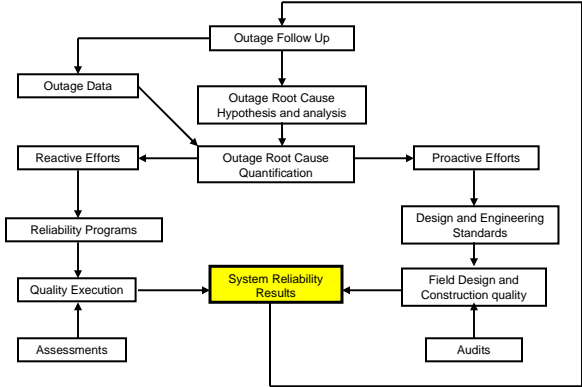 Outage Follow Up
Outage Data
Outage Root Cause
Hypothesis and analysis
Reactive Efforts
Outage Root Cause
Quantification
Proactive Efforts
Reliability Programs
Design and Engineering
Standards
Quality Execution
System Reliability
Results
Field Design and
Construction quality
Assessments
Audits